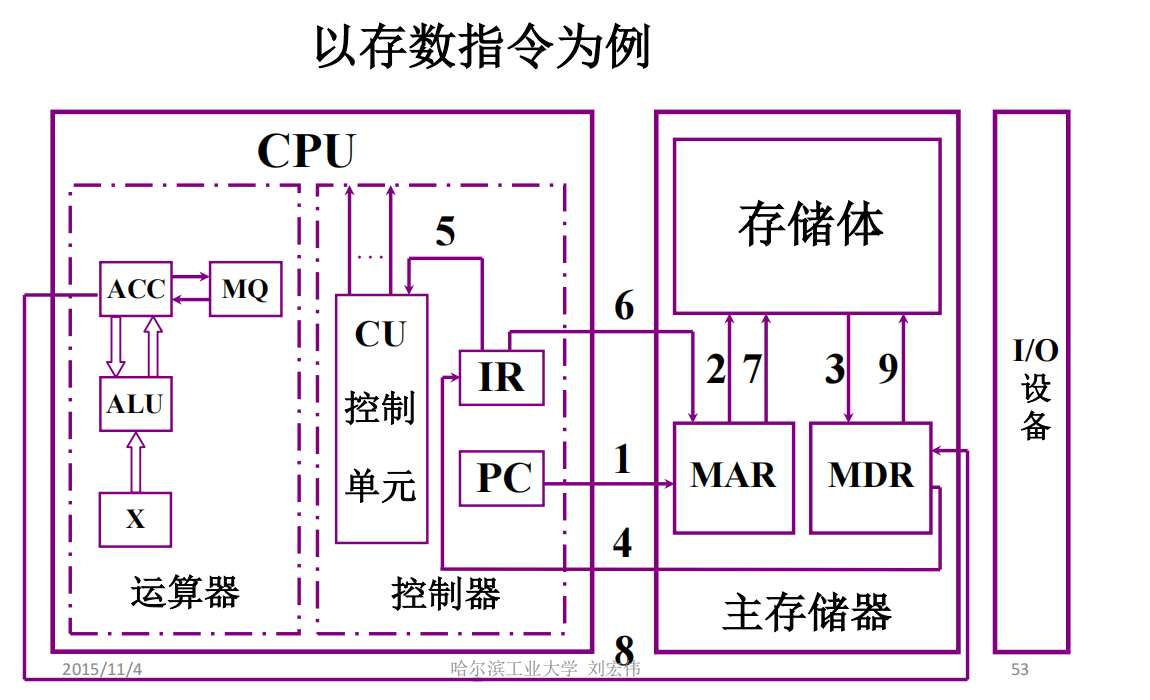 以存数指令为例
CPU
5
存储体
ACC
MQ
CU
控制
单元
6
2
7
3
9
I/O
设
备
IR
ALU
PC
1
MAR
MDR
X
4
运算器
控制器
主存储器
8
2015/11/4
哈尔滨工业大学 刘宏伟
53